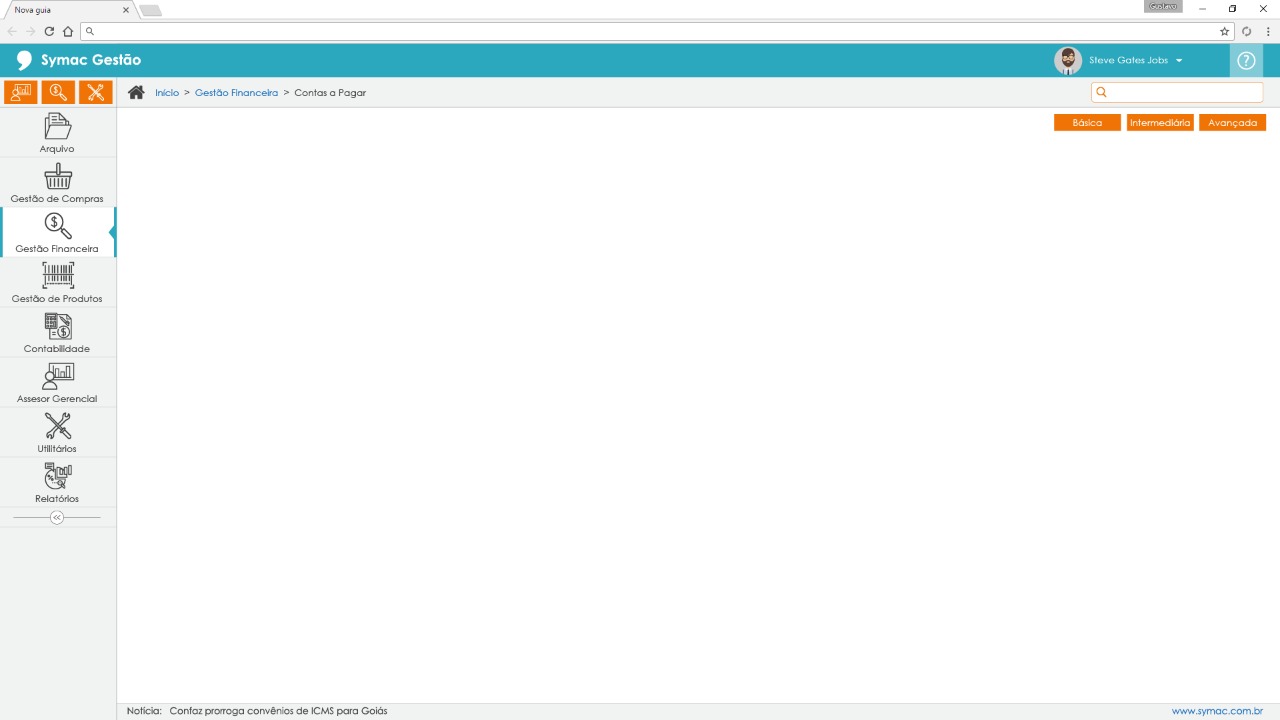 Nova guia
Gustavo
Symac Gestão
Steve Gates Jobs
Início > Gestão Financeira > Contas a Pagar
Básica
Intermediária
Avançada
Arquivo
Gestão de Compras
Gestão Financeira
Gestão de Produtos
Contabilidade
Assesor Gerencial
Utilitários
Relatórios
Notícia: Confaz prorroga convênios de ICMS para Goiás
www.symac.com.br